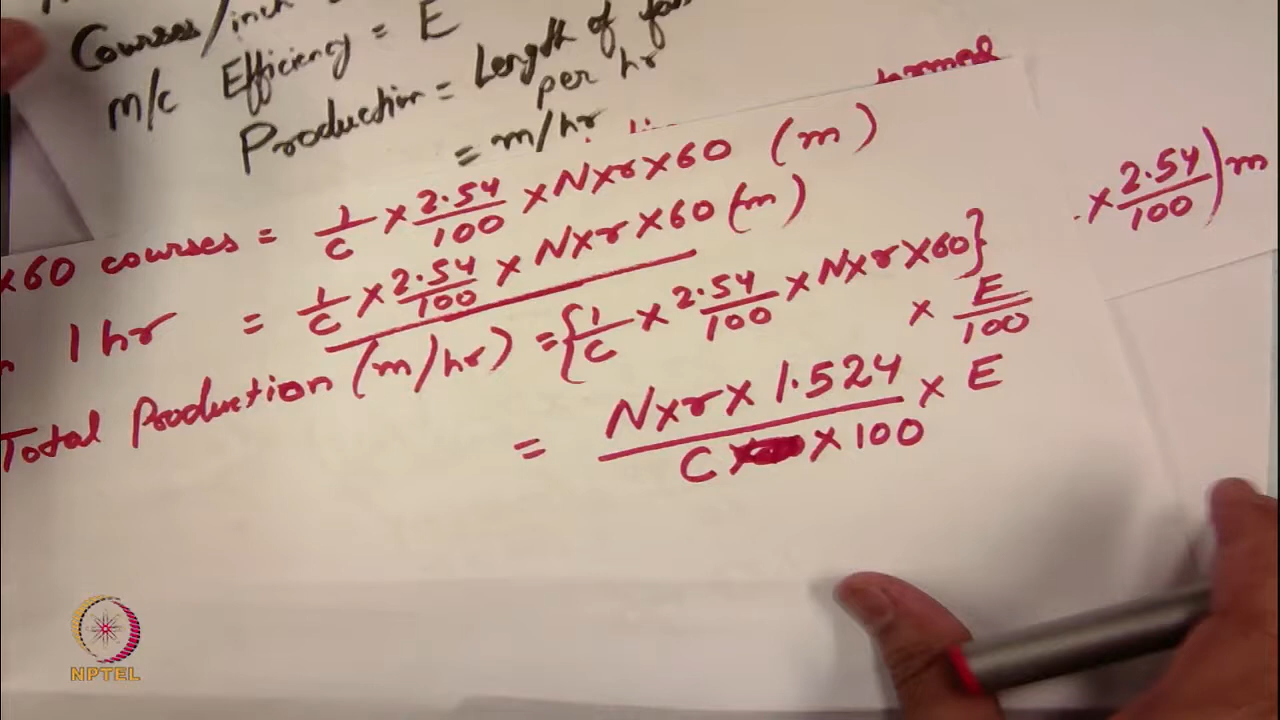 Courses/inch
m/c Efficiency = E
Production = Length of
per hr
= m/hr
x60 courses = 1/C × 2.54/100 × N×r×60 (m)
× 2.54/100) m
1 hr = 1/C × 2.54/100 × N×r×60 (m)
Total Production (m/hr) = {1/C × 2.54/100 × N×r×60}
× E/100
= N×r×1.524/C × 100 × E
NPTEL